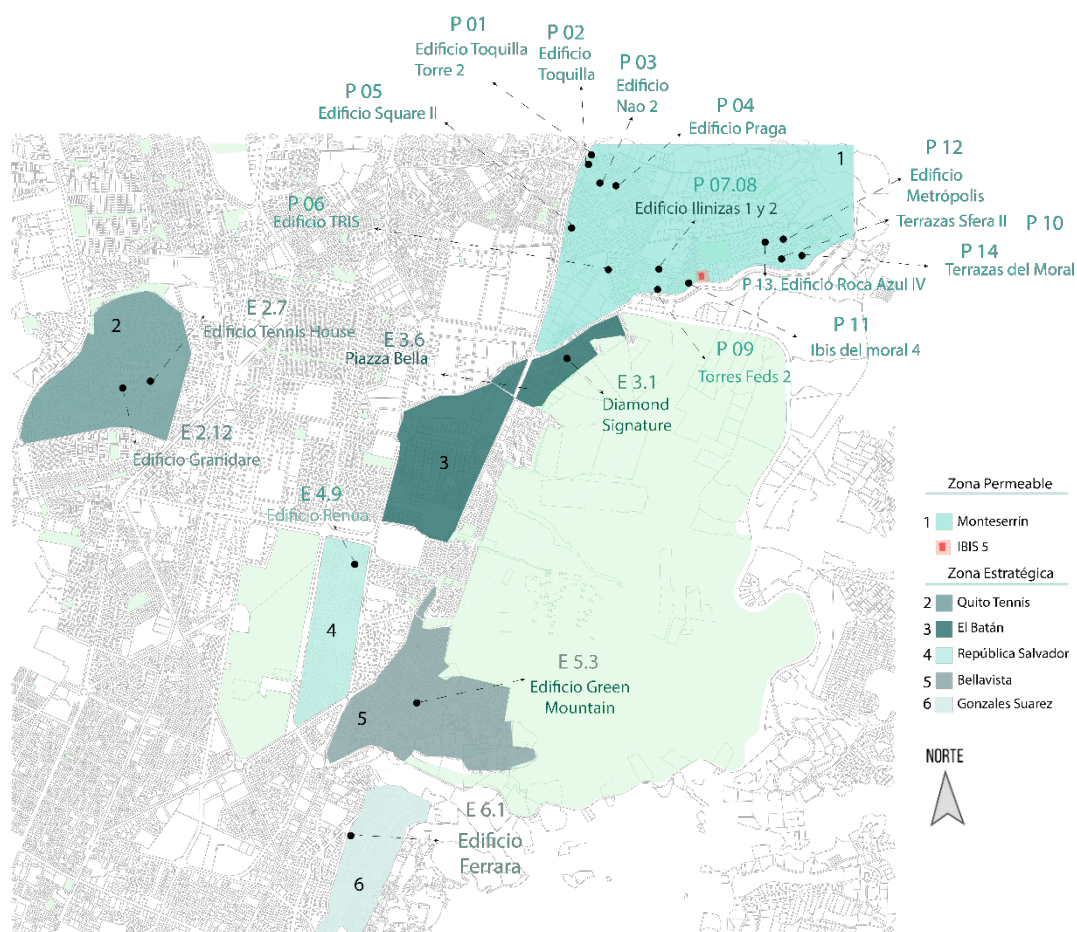 P 01
Edificio Toquilla
Torre 2
P 02
Edificio
Toquilla
P 03
Edificio
Nao 2
P 04
Edificio Praga
P 05
Edificio Square II
P 06
Edificio TRIS
P 07.08
Edificio Ilinizas 1 y 2
1
P 12
Edificio
Metrópolis
Terrazas Sfera II
P 10
P 14
Terrazas del Moral
P 13. Edificio Roca Azul IV
P 11
Ibis del moral 4
P 09
Torres Feds 2
2
E 2.7
Edificio Tennis House
E 2.12
Edificio Granidare
E 3.6
Piazza Bella
E 3.1
Diamond
Signature
3
E 4.9
Edificio Renúa
4
E 5.3
Edificio Green
Mountain
5
E 6.1
Edificio
Ferrara
6
Zona Permeable
1 Monteserrín
IBIS 5
Zona Estratégica
2 Quito Tennis
3 El Batán
4 República Salvador
5 Bellavista
6 Gonzales Suarez
NORTE